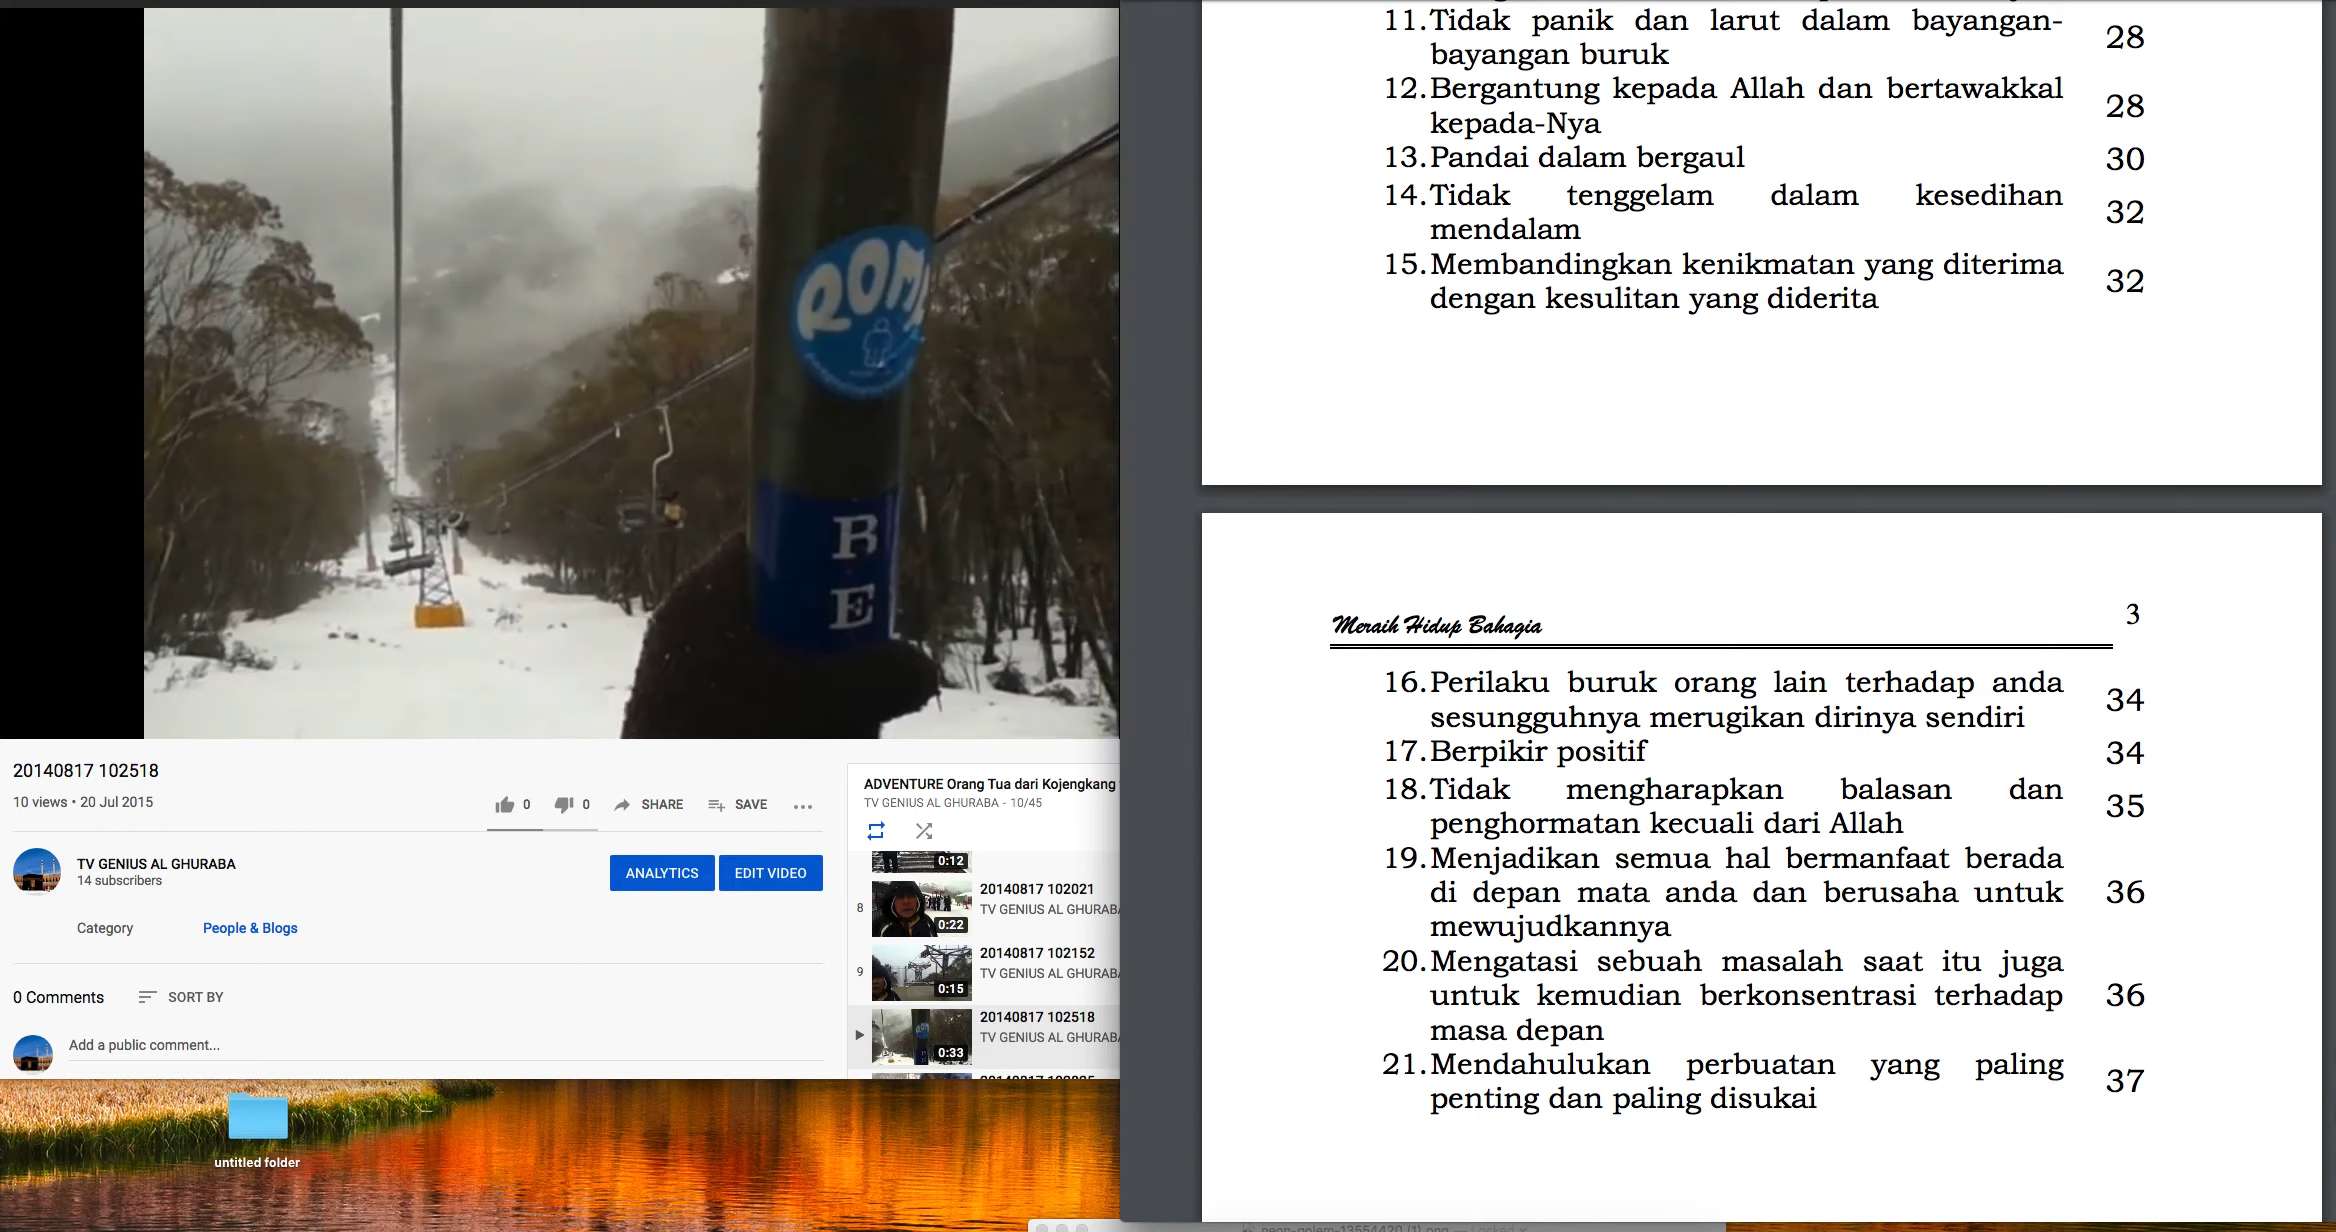 ROM
B
E
20140817 102518
10 views • 20 Jul 2015
0
0
SHARE
SAVE
TV GENIUS AL GHURABA
14 subscribers
ANALYTICS
EDIT VIDEO
Category
People & Blogs
0 Comments
SORT BY
Add a public comment...
ADVENTURE Orang Tua dari Kojengkang
TV GENIUS AL GHURABA - 10/45
0:12
8
0:22
20140817 102021
TV GENIUS AL GHURABA
9
0:15
20140817 102152
TV GENIUS AL GHURABA
0:33
20140817 102518
TV GENIUS AL GHURABA
untitled folder
11. Tidak panik dan larut dalam bayangan-
bayangan buruk 28
12. Bergantung kepada Allah dan bertawakkal
kepada-Nya 28
13. Pandai dalam bergaul 30
14. Tidak tenggelam dalam kesedihan
mendalam 32
15. Membandingkan kenikmatan yang diterima
dengan kesulitan yang diderita 32
Meraih Hidup Bahagia 3
16. Perilaku buruk orang lain terhadap anda
sesungguhnya merugikan dirinya sendiri 34
17. Berpikir positif 34
18. Tidak mengharapkan balasan dan
penghormatan kecuali dari Allah 35
19. Menjadikan semua hal bermanfaat berada
di depan mata anda dan berusaha untuk 36
mewujudkannya
20. Mengatasi sebuah masalah saat itu juga
untuk kemudian berkonsentrasi terhadap 36
masa depan
21. Mendahulukan perbuatan yang paling
penting dan paling disukai 37